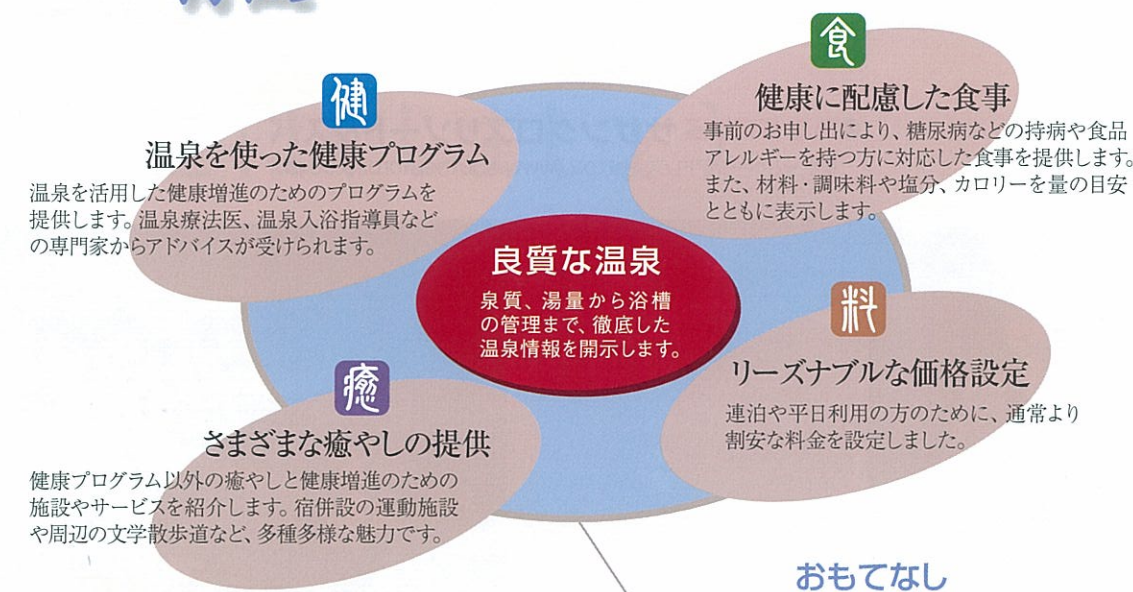 食
健康に配慮した食事
事前のお申し出により、糖尿病などの持病や食品
アレルギーを持つ方に対応した食事を提供します。
また、材料・調味料や塩分、カロリーを量の目安
とともに表示します。
健
温泉を使った健康プログラム
温泉を活用した健康増進のためのプログラムを
提供します。温泉療法医、温泉入浴指導員など
の専門家からアドバイスが受けられます。
良質な温泉
泉質、湯量から浴槽
の管理まで、徹底した
温泉情報を開示します。
料
リーズナブルな価格設定
連泊や平日利用の方のために、通常より
割安な料金を設定しました。
癒
さまざまな癒やしの提供
健康プログラム以外の癒やしと健康増進のための
施設やサービスを紹介します。宿併設の運動施設
や周辺の文学散歩道など、多種多様な魅力です。
おもてなし